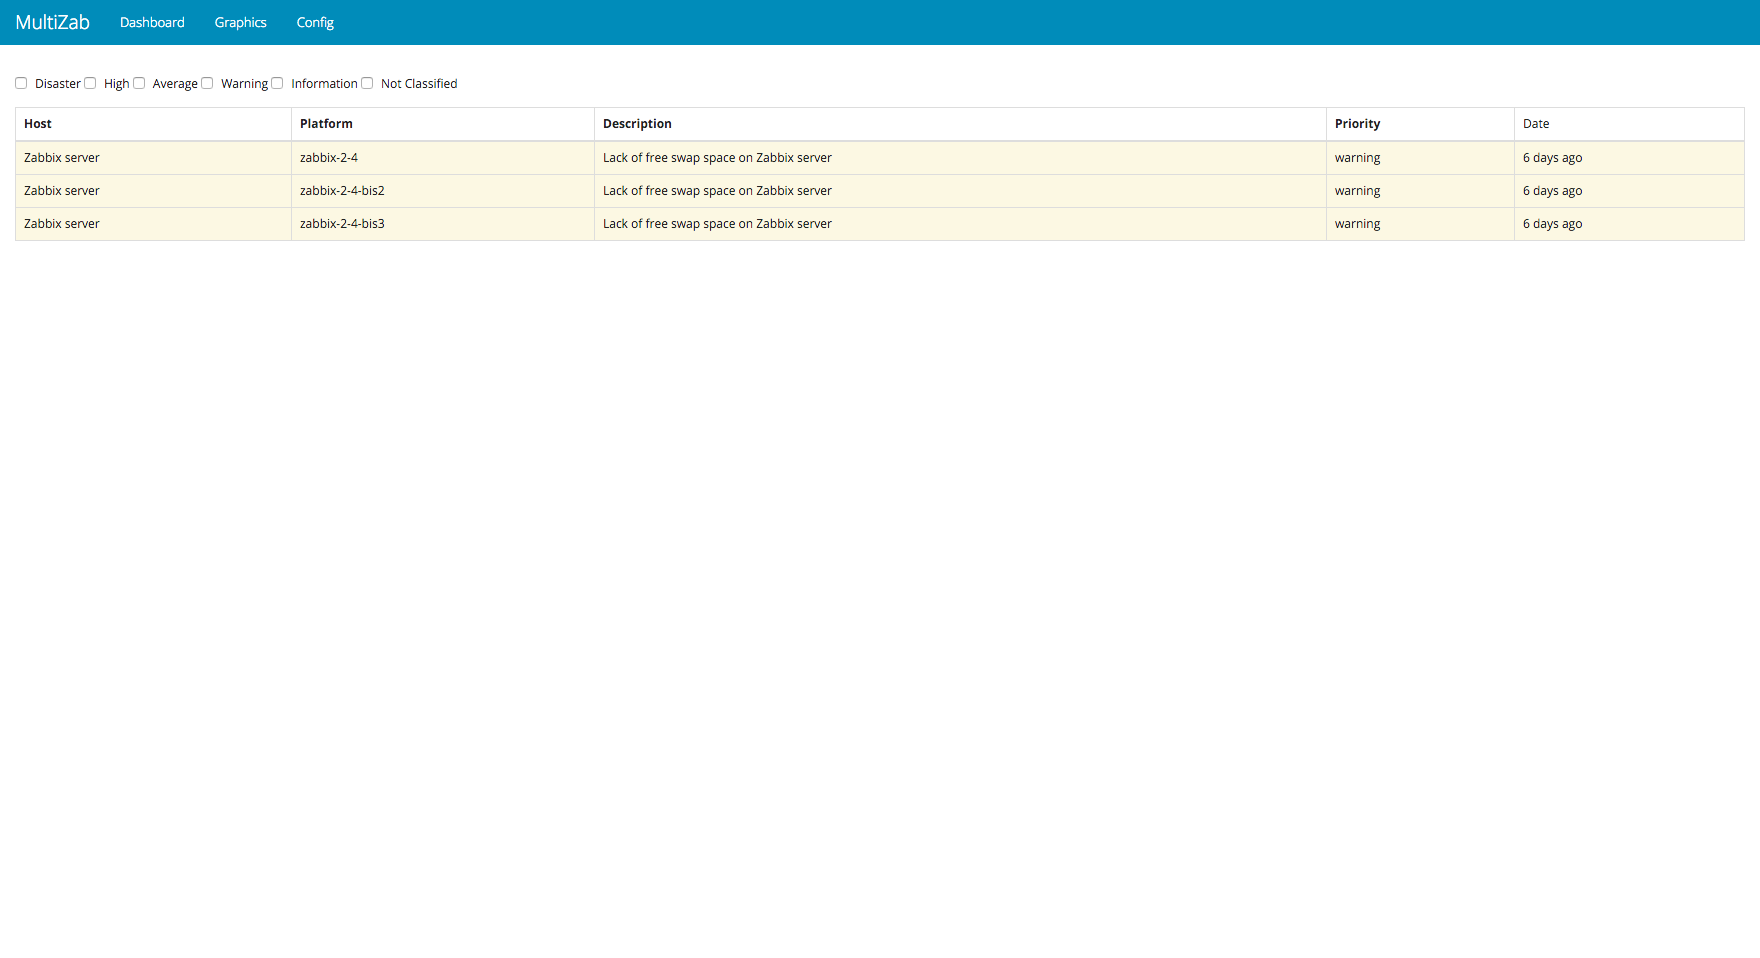 MultiZab Dashboard Graphics Config
Disaster High Average Warning Information Not Classified
Host Platform Description Priority Date
Zabbix server zabbix-2-4 Lack of free swap space on Zabbix server warning 6 days ago
Zabbix server zabbix-2-4-bis2 Lack of free swap space on Zabbix server warning 6 days ago
Zabbix server zabbix-2-4-bis3 Lack of free swap space on Zabbix server warning 6 days ago